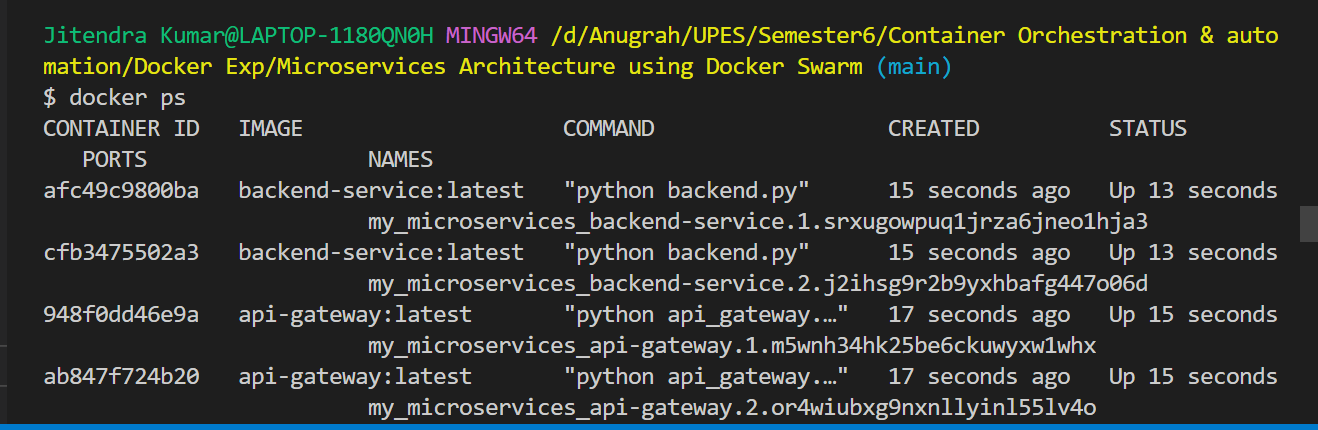 Jitendra Kumar@LAPTOP-1180QN0H MINGW64 /d/Anugrah/UPES/Semester6/Container Orchestration & auto
mation/Docker Exp/Microservices Architecture using Docker Swarm (main)
$ docker ps
CONTAINER ID   IMAGE                    COMMAND                  CREATED          STATUS
   PORTS                 NAMES
afc49c9800ba   backend-service:latest   "python backend.py"      15 seconds ago   Up 13 seconds
                         my_microservices_backend-service.1.srxugowpuq1jrza6jneo1hja3
cfb3475502a3   backend-service:latest   "python backend.py"      15 seconds ago   Up 13 seconds
                         my_microservices_backend-service.2.j2ihsg9r2b9yxhbafg447o06d
948f0dd46e9a   api-gateway:latest       "python api_gateway.…"   17 seconds ago   Up 15 seconds
                         my_microservices_api-gateway.1.m5wnh34hk25be6ckuwyxw1whx
ab847f724b20   api-gateway:latest       "python api_gateway.…"   17 seconds ago   Up 15 seconds
                         my_microservices_api-gateway.2.or4wiubxg9nxnllyinl55lv4o